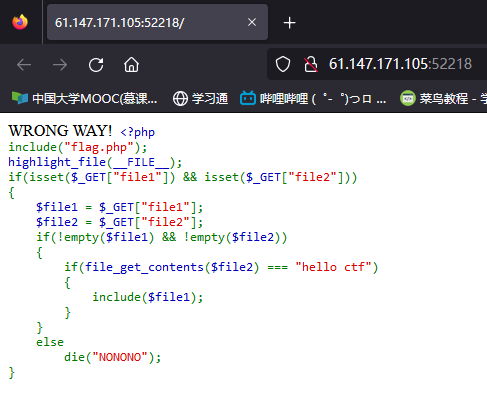 61.147.171.105:52218/
61.147.171.105:52218
中国大学MOOC(慕课... 学习通 哔哩哔哩 ( ゜- ゜)つロ ... 菜鸟教程 - 学
WRONG WAY! <?php
include("flag.php");
highlight_file(__FILE__);
if(isset($_GET["file1"]) && isset($_GET["file2"]))
{
    $file1 = $_GET["file1"];
    $file2 = $_GET["file2"];
    if(!empty($file1) && !empty($file2))
    {
        if(file_get_contents($file2) === "hello ctf")
        {
            include($file1);
        }
    }
    else
        die("NONONO");
}